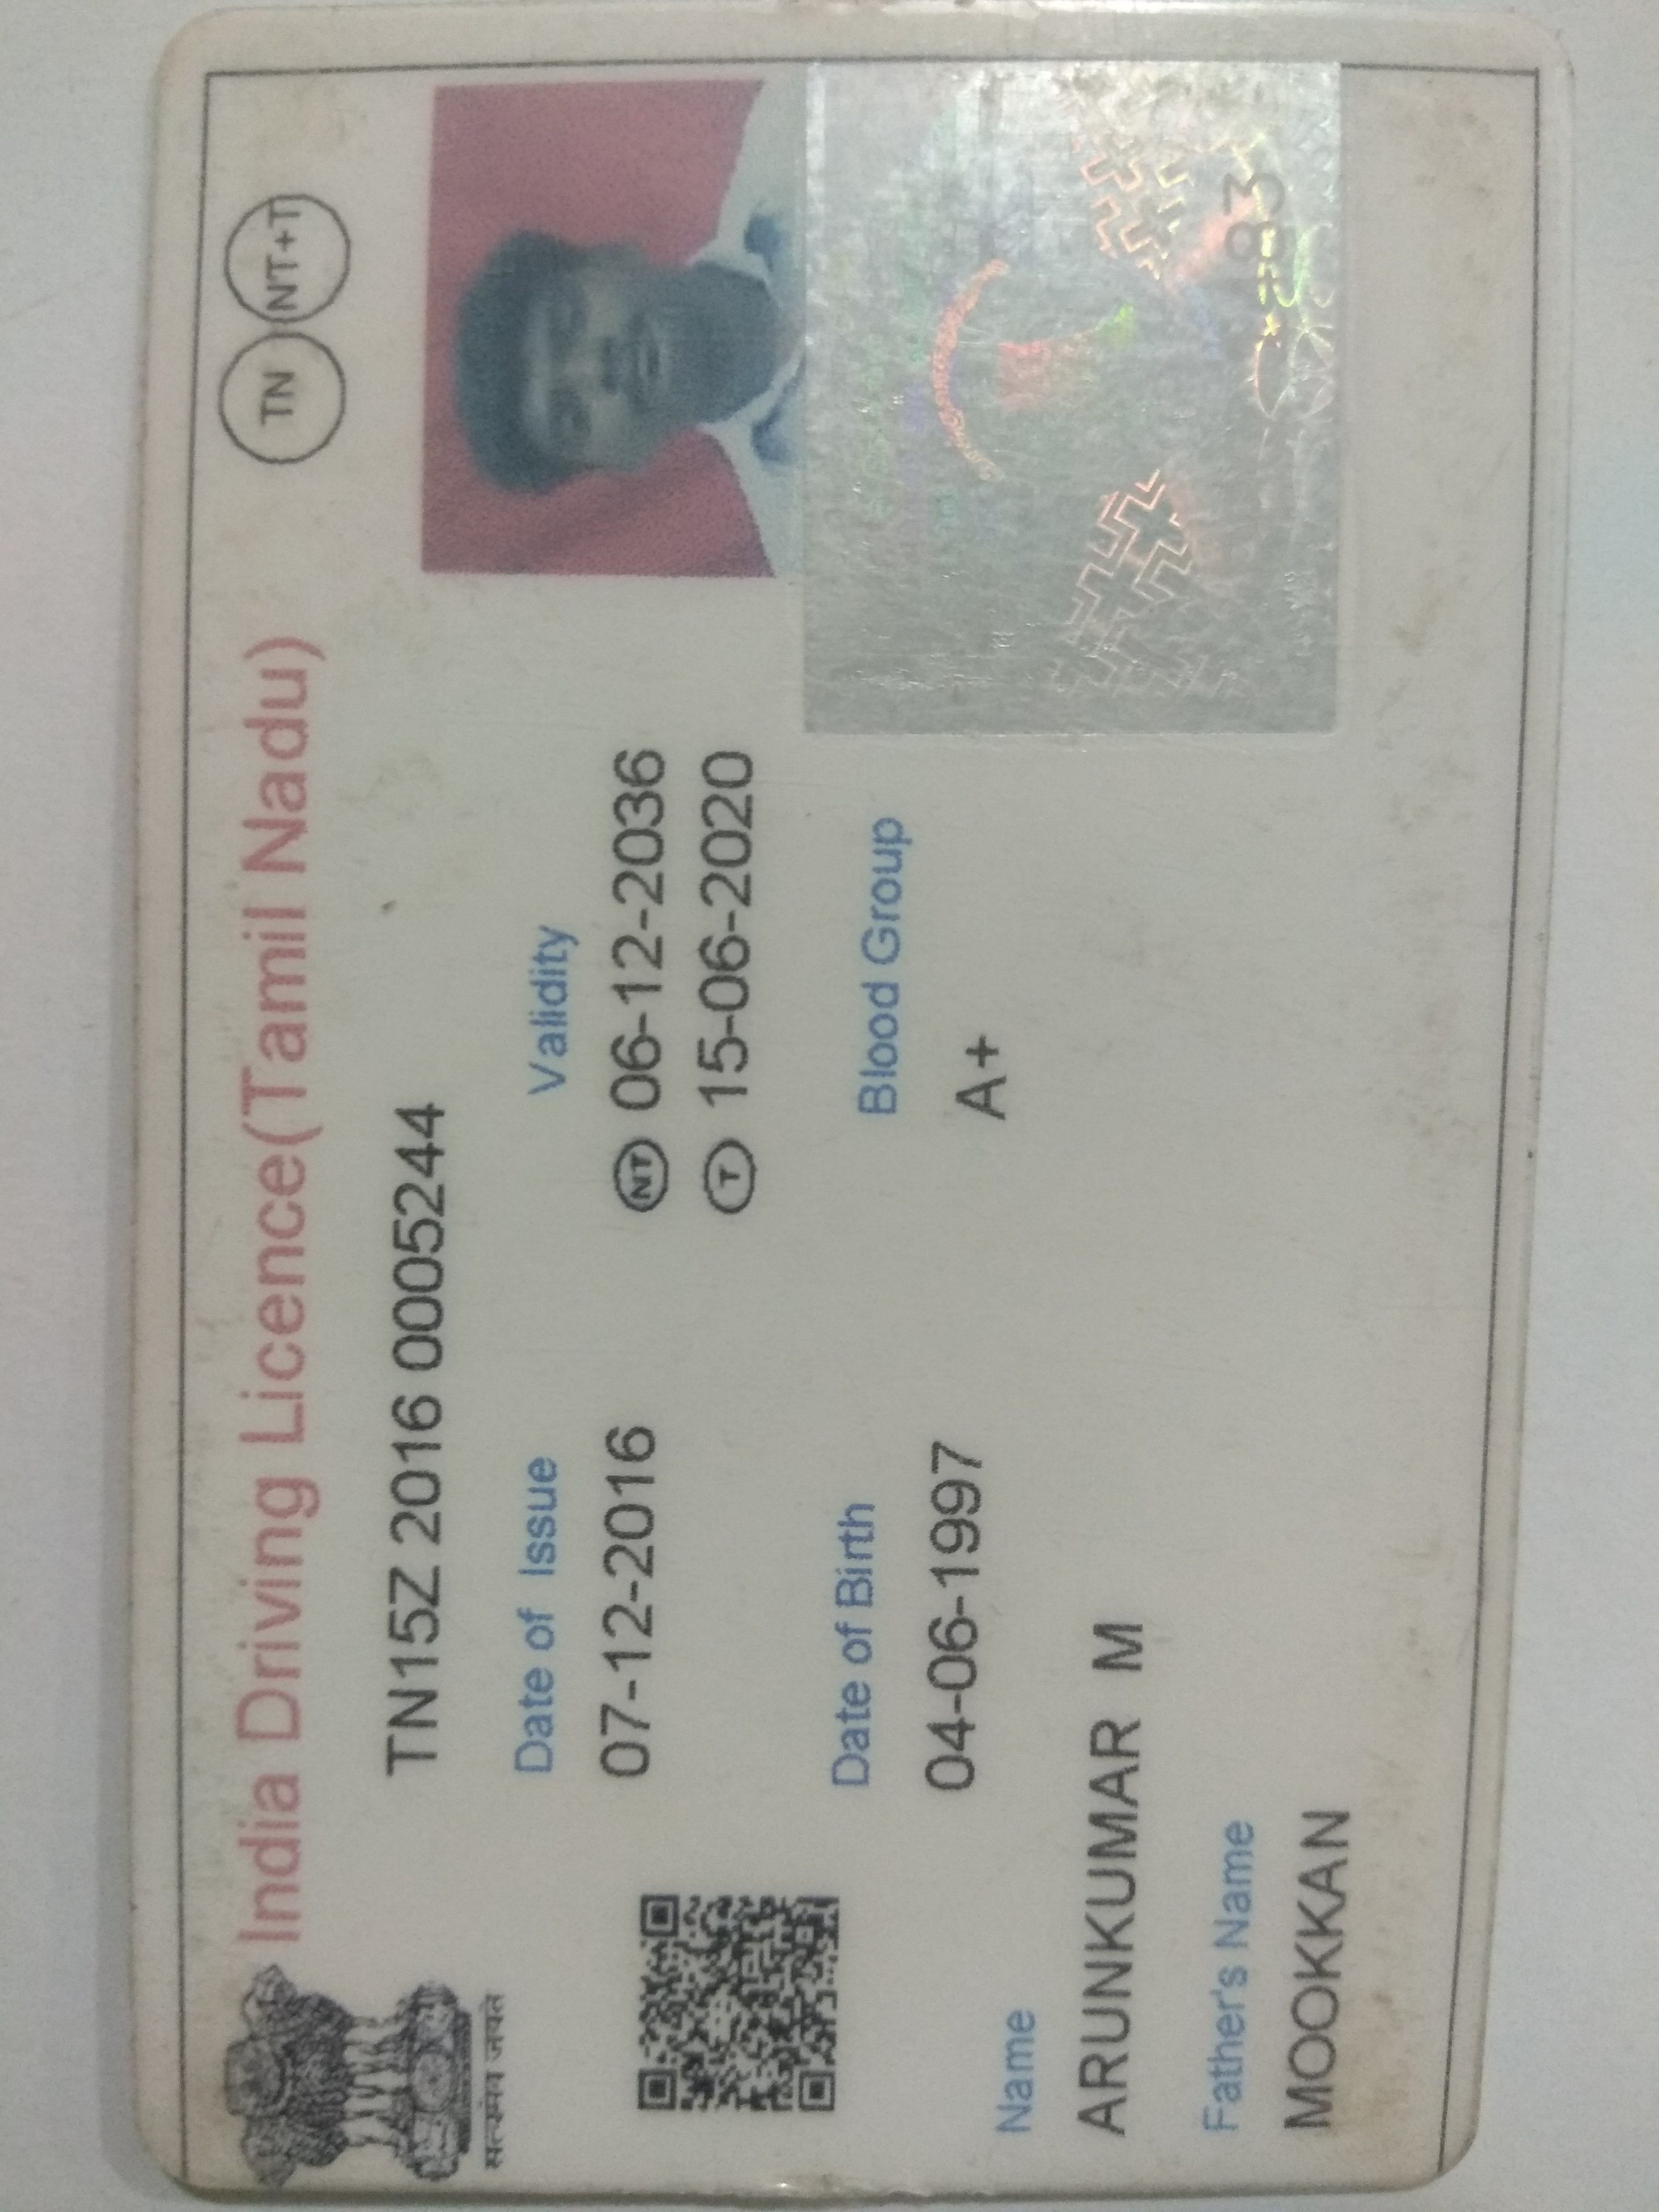 India Driving Licence(Tamil Nadu)
TN
NT+T
सत्यमेव जयते
TN15Z 2016 0005244
Date of Issue
Validity
07-12-2016
NT 06-12-2036
T 15-06-2020
Date of Birth
Blood Group
04-06-1997
A+
Name
ARUNKUMAR M
Father's Name
MOOKKAN
83